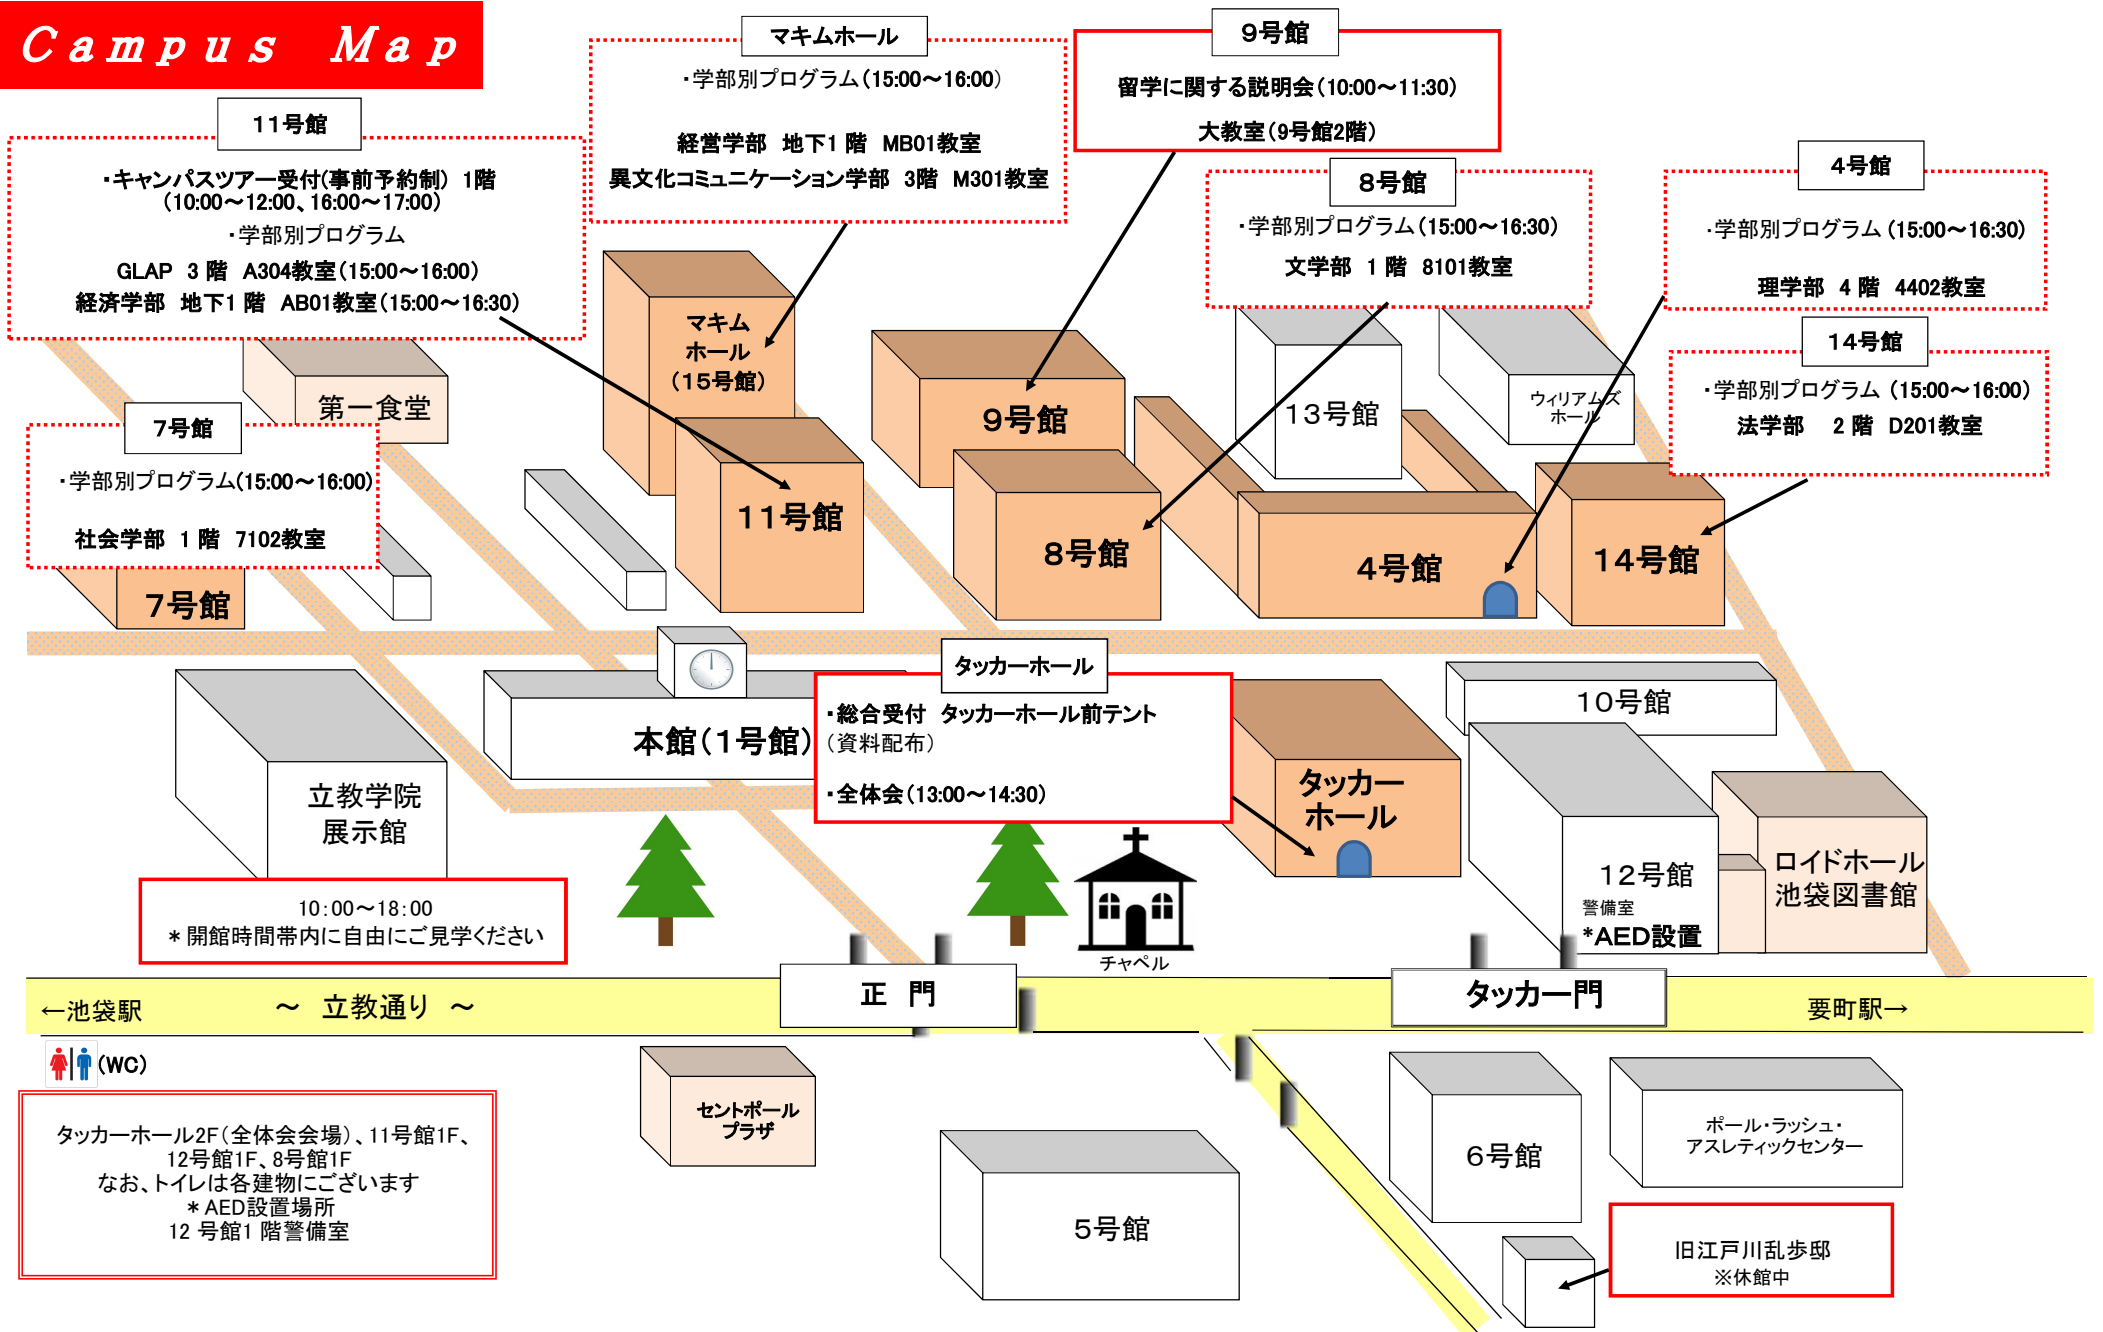 Campus Map
11号館
・キャンパスツアー受付(事前予約制) 1階
(10:00～12:00、16:00～17:00)
・学部別プログラム
GLAP 3 階 A304教室(15:00～16:00)
経済学部 地下1 階 AB01教室(15:00～16:30)
マキムホール
・学部別プログラム(15:00～16:00)
経営学部 地下1 階 MB01教室
異文化コミュニケーション学部 3階 M301教室
9号館
留学に関する説明会(10:00～11:30)
大教室(9号館2階)
8号館
・学部別プログラム(15:00～16:30)
文学部 1 階 8101教室
4号館
・学部別プログラム (15:00～16:30)
理学部 4 階 4402教室
14号館
・学部別プログラム (15:00～16:00)
法学部 2 階 D201教室
7号館
・学部別プログラム(15:00～16:00)
社会学部 1 階 7102教室
第一食堂
マキム
ホール
(15号館)
9号館
13号館
ウィリアムズ
ホール
11号館
8号館
4号館
14号館
7号館
タッカーホール
・総合受付 タッカーホール前テント
(資料配布)
・全体会(13:00～14:30)
本館(1号館)
立教学院
展示館
10:00～18:00
＊開館時間帯内に自由にご見学ください
タッカー
ホール
10号館
12号館
警備室
*AED設置
ロイドホール
池袋図書館
チャペル
正 門
タッカー門
←池袋駅
～ 立教通り ～
要町駅→
(WC)
タッカーホール2F(全体会会場)、11号館1F、
12号館1F、8号館1F
なお、トイレは各建物にございます
＊AED設置場所
12 号館1 階警備室
セントポール
プラザ
5号館
6号館
ポール・ラッシュ・
アスレティックセンター
旧江戸川乱歩邸
※休館中